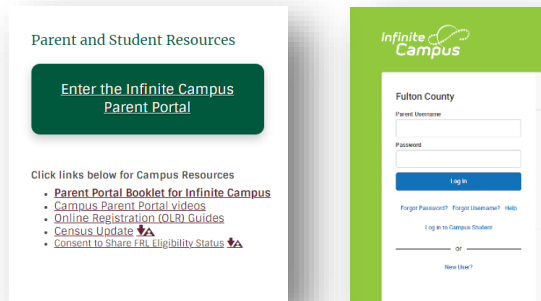 Parent and Student Resources
Enter the Infinite Campus
Parent Portal
Click links below for Campus Resources
Parent Portal Booklet for Infinite Campus
Campus Parent Portal videos
Online Registration (OLR) Guides
Census Update
Consent to Share FRL Eligibility Status
Infinite
Campus
Fulton County
Parent Username
Password
Log In
Forgot Password? Forgot Username? Help
Log in to Campus Student
or
New User?